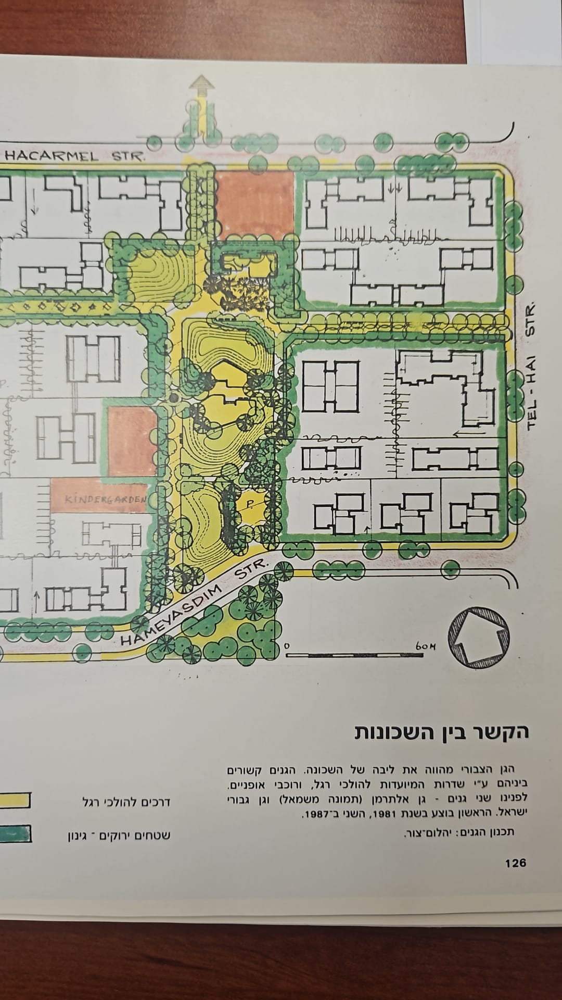 HACARMEL STR.
TEL-HAI STR.
KINDERGARDEN
P.
HAMEYASDIM STR.
0 60M
הקשר בין השכונות
הגן הצבורי מהווה את ליבה של השכונה. הגנים קשורים
ביניהם ע״י שדרות המיועדות להולכי רגל, ורוכבי אופניים.
לפנינו שני גנים - גן אלתרמן (תמונה משמאל) וגן גבורי
ישראל. הראשון בוצע בשנת 1981, השני ב־1987.
תכנון הגנים: יהלום־צור.
דרכים להולכי רגל
שטחים ירוקים - גינון
126